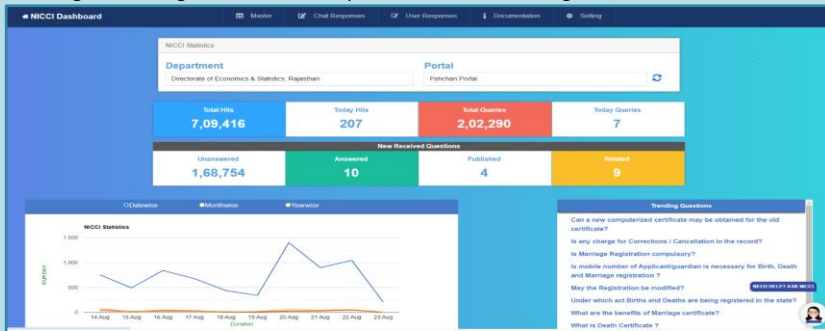 NICCI Dashboard
Master
Chat Responses
User Responses
Documentation
Setting
NICCI Statistics
Department
Portal
Directorate of Economics & Statistics, Rajasthan
Pehchan Portal
Total Hits
Today Hits
Total Queries
Today Queries
7,09,416
207
2,02,290
7
New Received Questions
Unanswered
Answered
Published
Related
1,68,754
10
4
9
Datewise
Monthwise
Yearwise
NICCI Statistics
1,500
1,000
500
0
Number
14 Aug
15 Aug
16 Aug
17 Aug
18 Aug
19 Aug
20 Aug
21 Aug
22 Aug
23 Aug
Duration
Trending Questions
Can a new computerized certificate may be obtained for the old
certificate?
Is any charge for Corrections / Cancellation in the record?
Is Marriage Registration compulsory?
Is mobile number of Applicant/guardian is necessary for Birth, Death
and Marriage registration ?
May the Registration be modified?
NEED HELP? ASK NICCI
Under which act Births and Deaths are being registered in the state?
What are the benefits of Marriage certificate?
What is Death Certificate ?